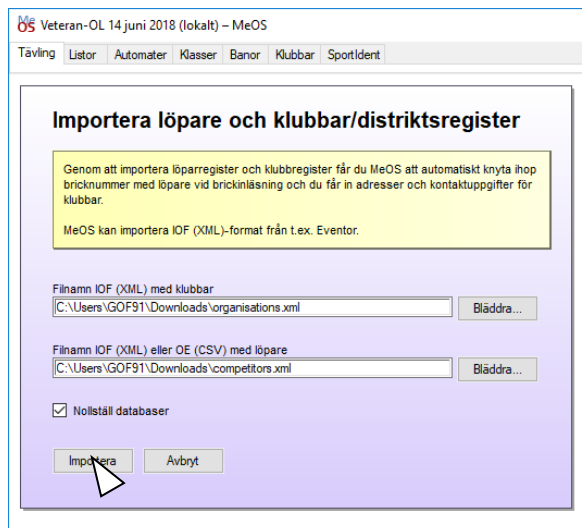 MeOS Veteran-OL 14 juni 2018 (lokalt) – MeOS
Tävling Listor Automater Klasser Banor Klubbar SportIdent
Importera löpare och klubbar/distriktsregister
Genom att importera löparregister och klubbregister får du MeOS att automatiskt knyta ihop
bricknummer med löpare vid brickinläsning och du får in adresser och kontaktuppgifter för
klubbar.
MeOS kan importera IOF (XML)-format från t.ex. Eventor.
Filnamn IOF (XML) med klubbar
C:\Users\GOF91\Downloads\organisations.xml Bläddra...
Filnamn IOF (XML) eller OE (CSV) med löpare
C:\Users\GOF91\Downloads\competitors.xml Bläddra...
Nollställ databaser
Importera Avbryt